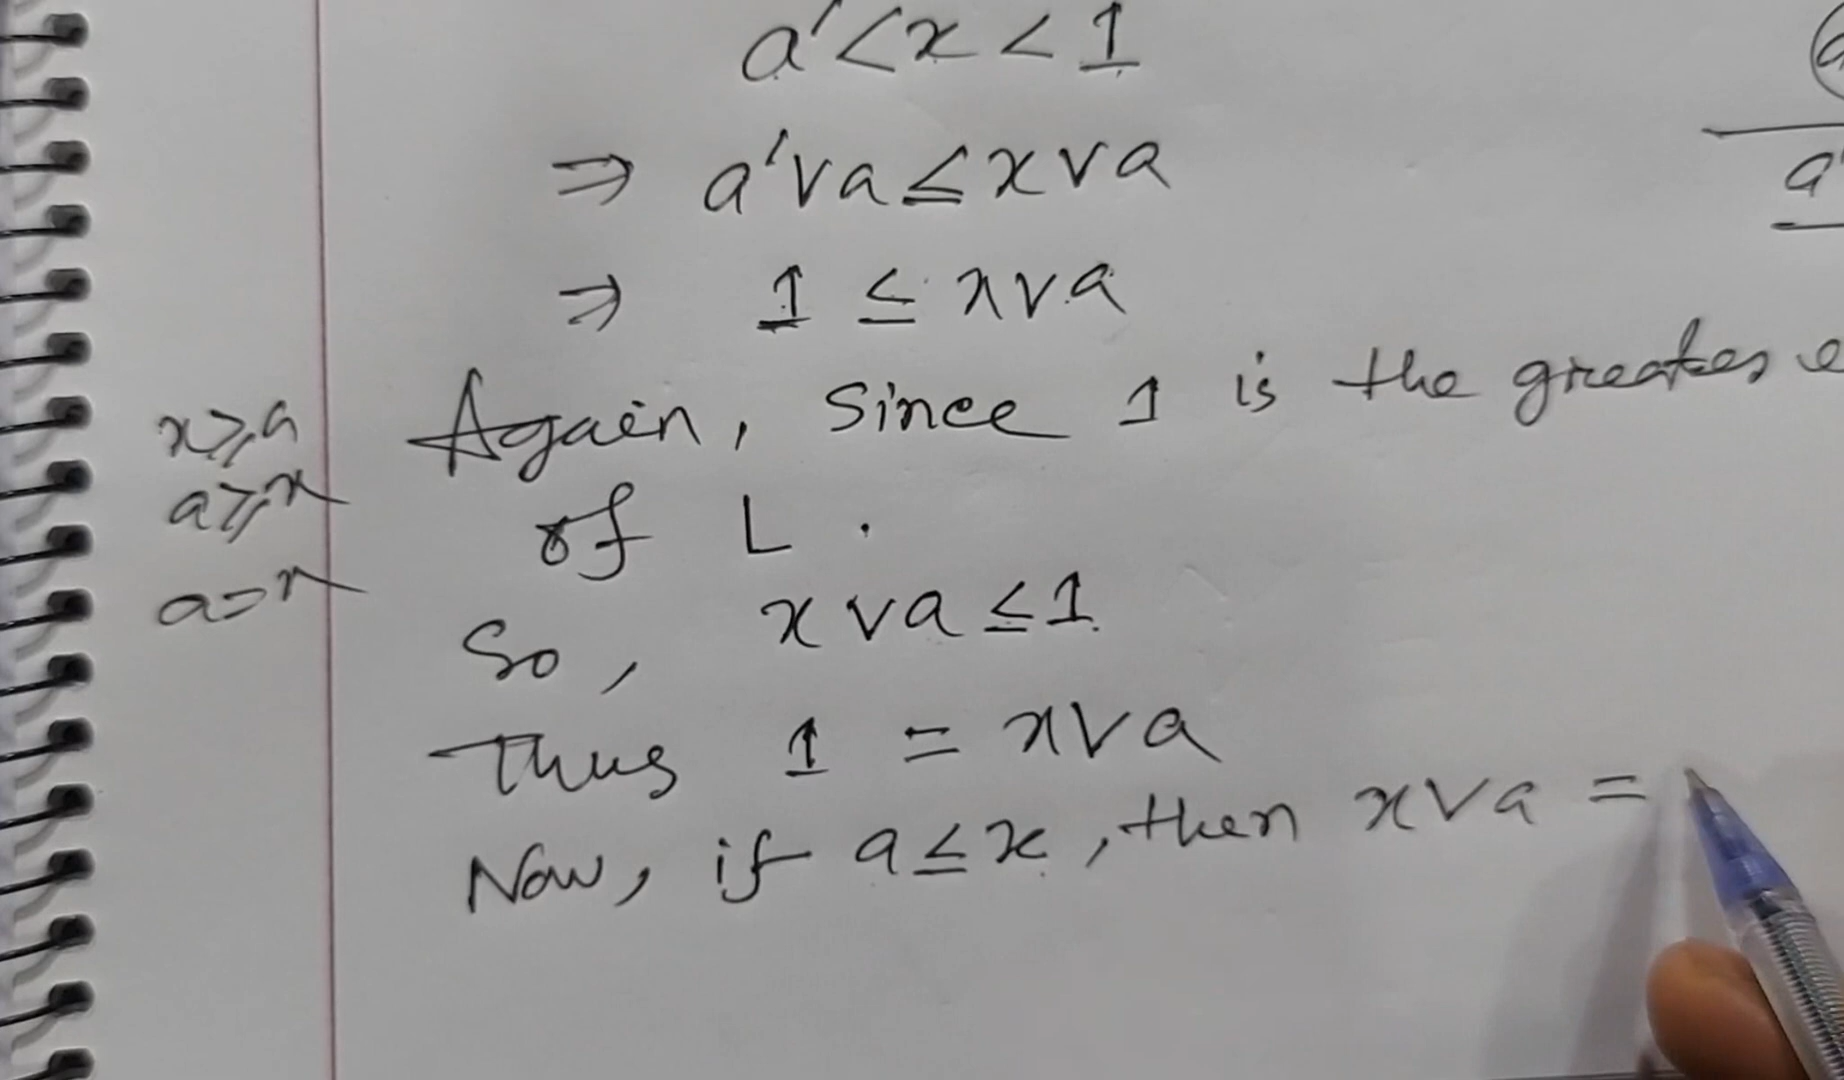 a' < x < 1
⇒ a' ∨ a ≤ x ∨ a
⇒ 1 ≤ x ∨ a
Again, Since 1 is the greates
of L.
x ≥ a
a ≥ x
a = x
So, x ∨ a ≤ 1
Thus 1 = x ∨ a
Now, if a ≤ x, then x ∨ a =
a'